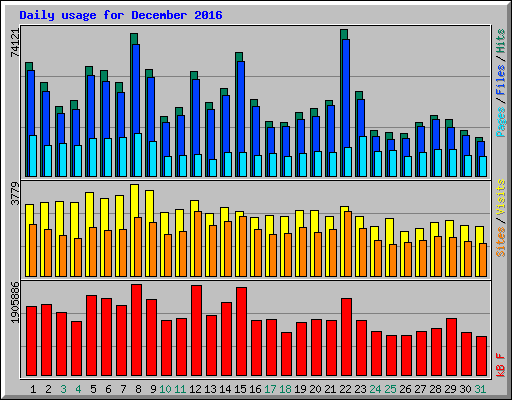 Daily usage for December 2016
74121
Pages / Files / Hits
3779
Sites / Visits
1905886
kB F
1 2 3 4 5 6 7 8 9 10 11 12 13 14 15 16 17 18 19 20 21 22 23 24 25 26 27 28 29 30 31